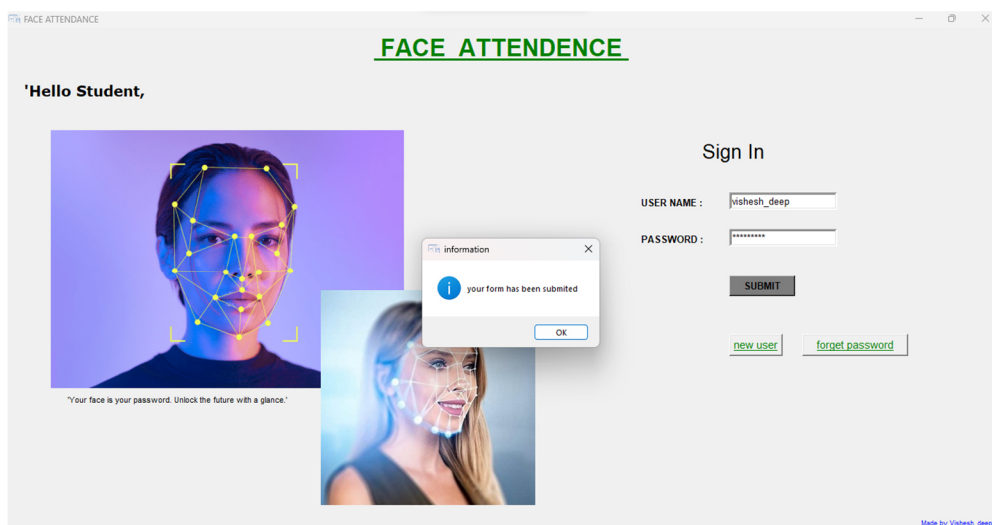 FACE ATTENDANCE
FACE ATTENDENCE
'Hello Student,
Sign In
USER NAME : vishesh_deep
PASSWORD : *********
information
your form has been submited
SUBMIT
OK
new user forget password
'Your face is your password. Unlock the future with a glance.'
Made by Vishesh_deep